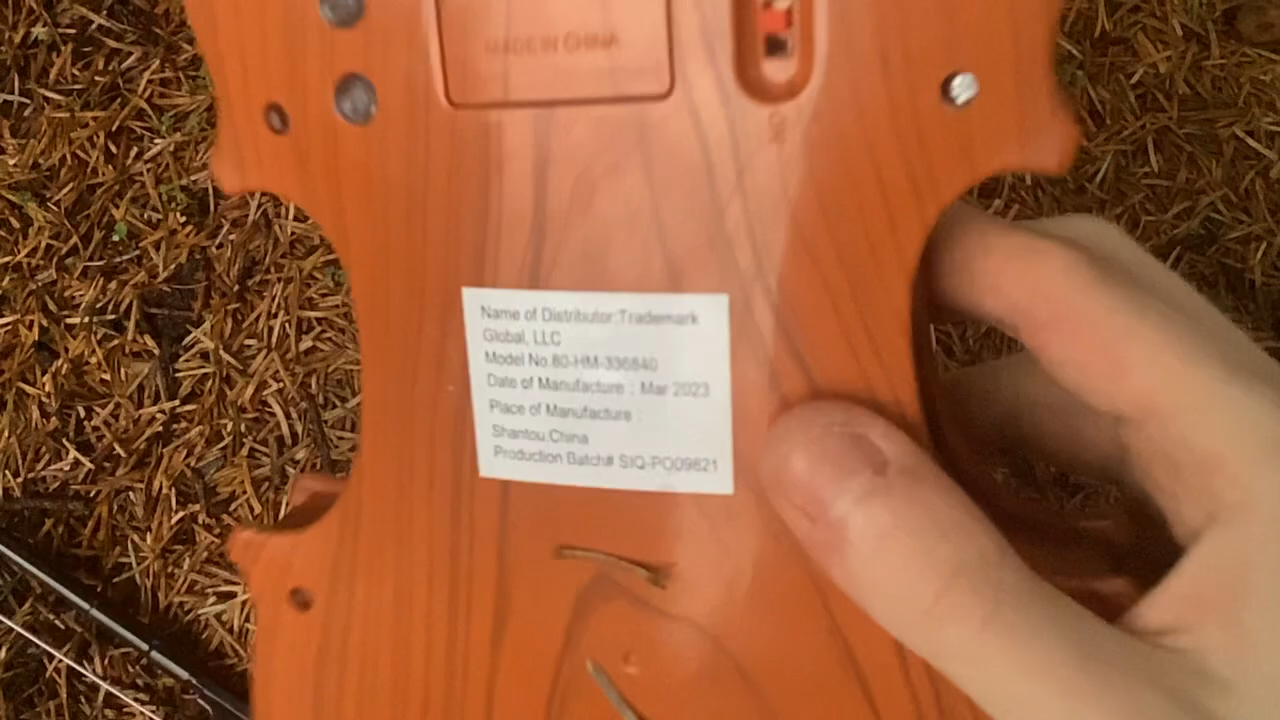 MADE IN CHINA
Name of Distributor:Trademark
Global, LLC
Model No.80-HM-336840
Date of Manufacture : Mar 2023
Place of Manufacture :
Shantou,China
Production Batch# SIQ-PO09821